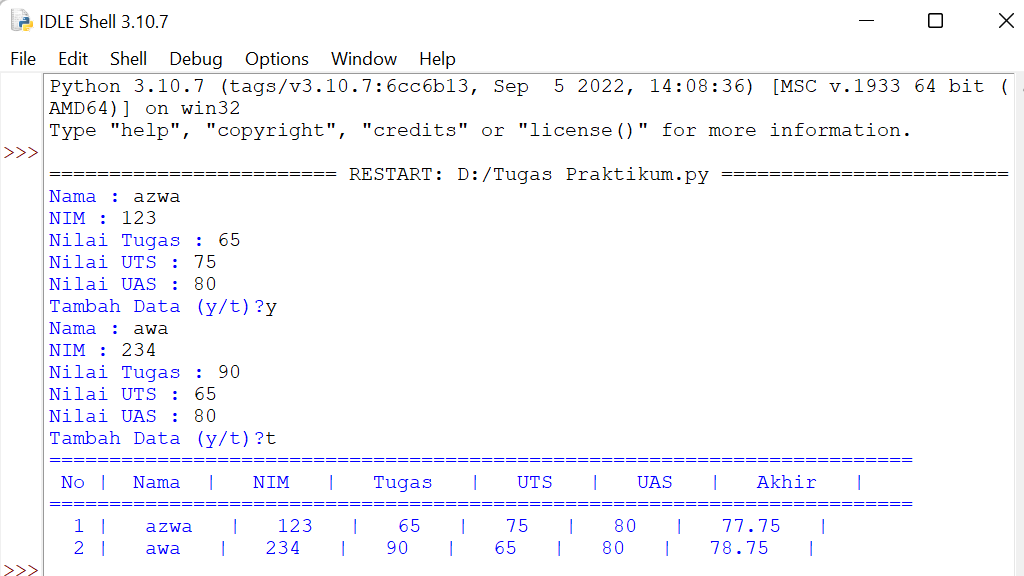 IDLE Shell 3.10.7
File Edit Shell Debug Options Window Help
Python 3.10.7 (tags/v3.10.7:6cc6b13, Sep  5 2022, 14:08:36) [MSC v.1933 64 bit (
AMD64)] on win32
Type "help", "copyright", "credits" or "license()" for more information.
>>>
======================== RESTART: D:/Tugas Praktikum.py ========================
Nama : azwa
NIM : 123
Nilai Tugas : 65
Nilai UTS : 75
Nilai UAS : 80
Tambah Data (y/t)?y
Nama : awa
NIM : 234
Nilai Tugas : 90
Nilai UTS : 65
Nilai UAS : 80
Tambah Data (y/t)?t
========================================================================
 No |  Nama  |   NIM   |   Tugas   |   UTS   |   UAS   |   Akhir   |
========================================================================
  1 |   azwa   |   123   |   65   |   75   |   80   |   77.75   |
  2 |   awa   |   234   |   90   |   65   |   80   |   78.75   |
>>>